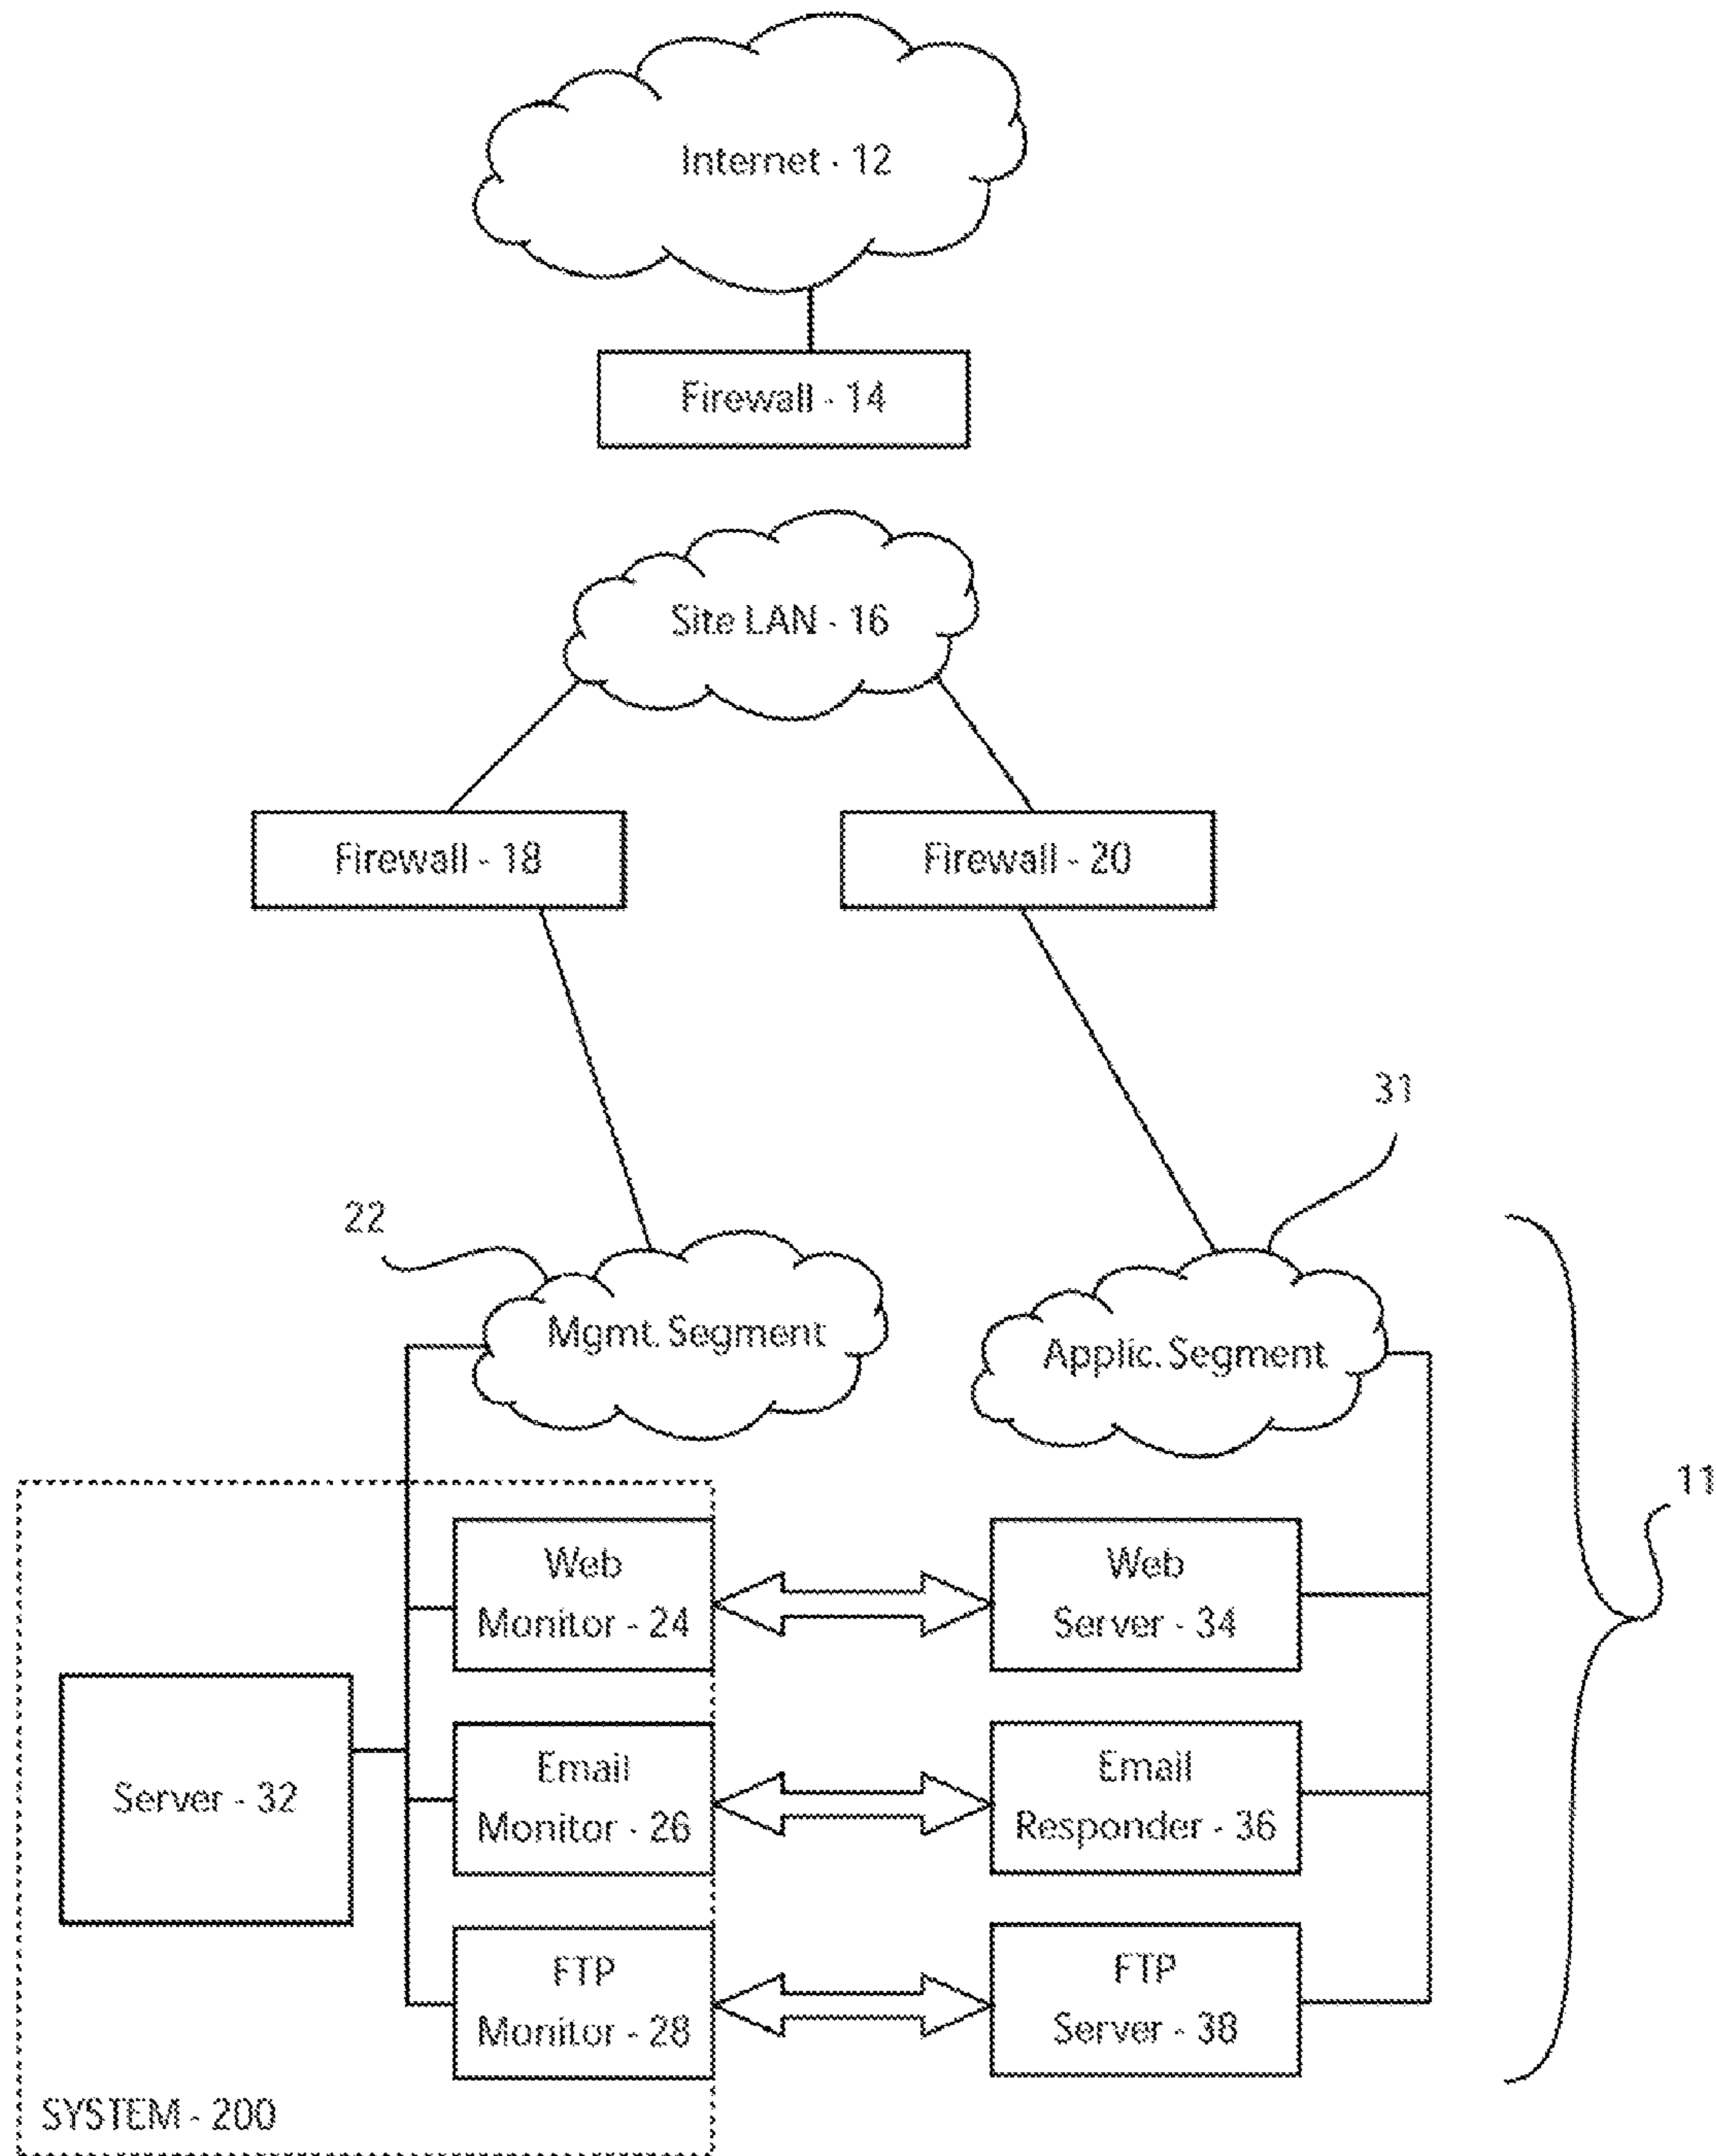 Internet - 12
Firewall - 14
Site LAN - 16
Firewall - 18
Firewall - 20
31
22
Mgmt. Segment
Applic. Segment
11
Web
Monitor - 24
Web
Server - 34
Server - 32
Email
Monitor - 26
Email
Responder - 36
FTP
Monitor - 28
FTP
Server - 38
SYSTEM - 200